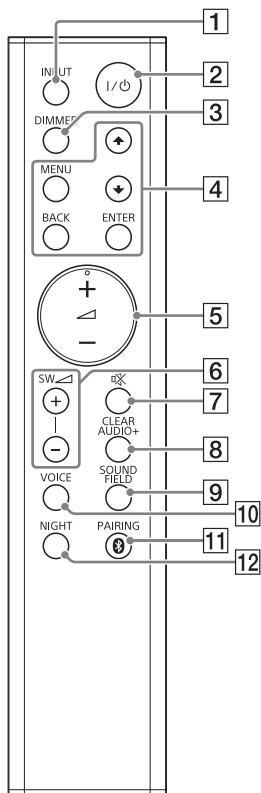 1
INPUT
2
I/⏻
DIMMER
3
MENU
4
BACK ENTER
+
5
−
SW
6
+
7
−
CLEAR
AUDIO+
8
SOUND
FIELD
9
VOICE
10
NIGHT PAIRING
11
12